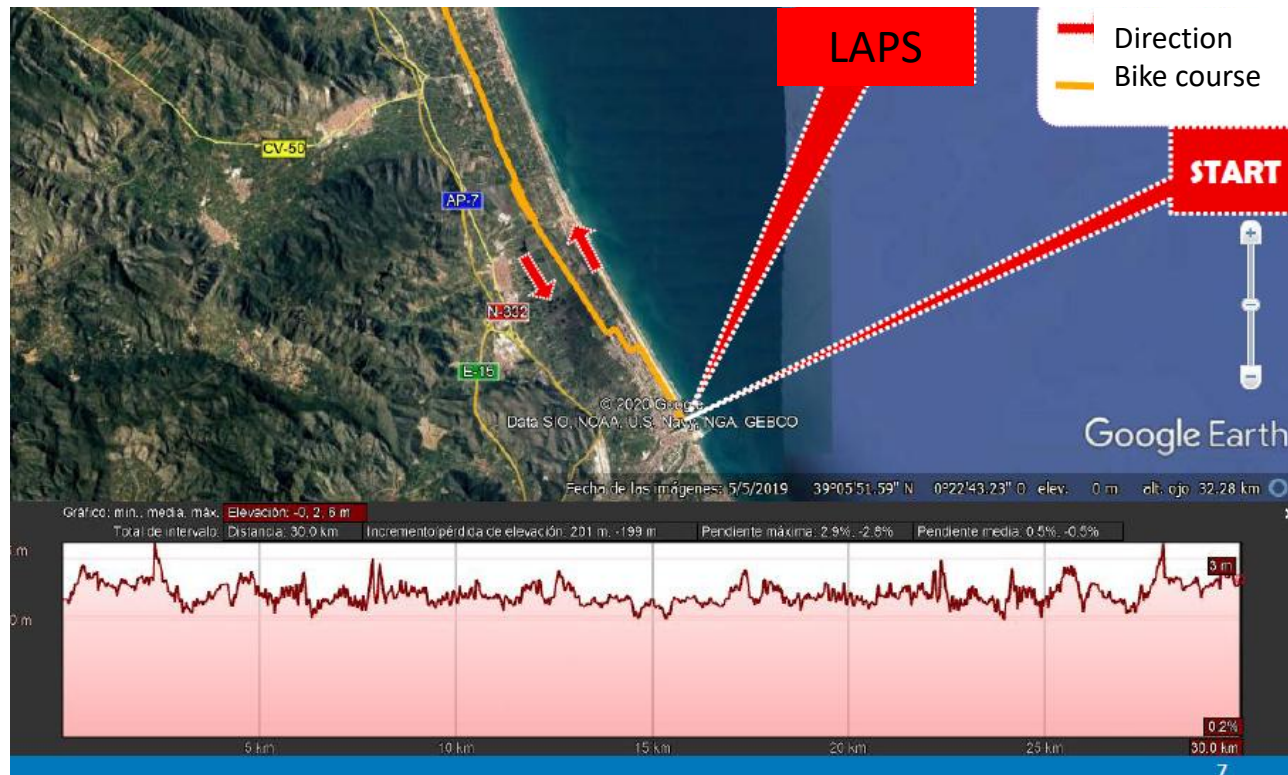 LAPS
Direction
Bike course
START
CV-50
AP-7
N-332
E-15
© 2020 Google
Data SIO, NOAA, U.S. Navy, NGA, GEBCO
Google Earth
Fecha de las imágenes: 5/5/2019 39°05'51.59" N 0°22'43.23" O elev. 0 m alt. ojo 32.28 km
Gráfico: mín., media, máx. Elevación: -0, 2, 6 m
Total de intervalo: Distancia: 30.0 km Incremento/pérdida de elevación: 201 m, -199 m Pendiente máxima: 2.9%, -2.8% Pendiente media: 0.5%, -0.5%
m
3 m
0 m
0.2%
5 km 10 km 15 km 20 km 25 km 30.0 km
7